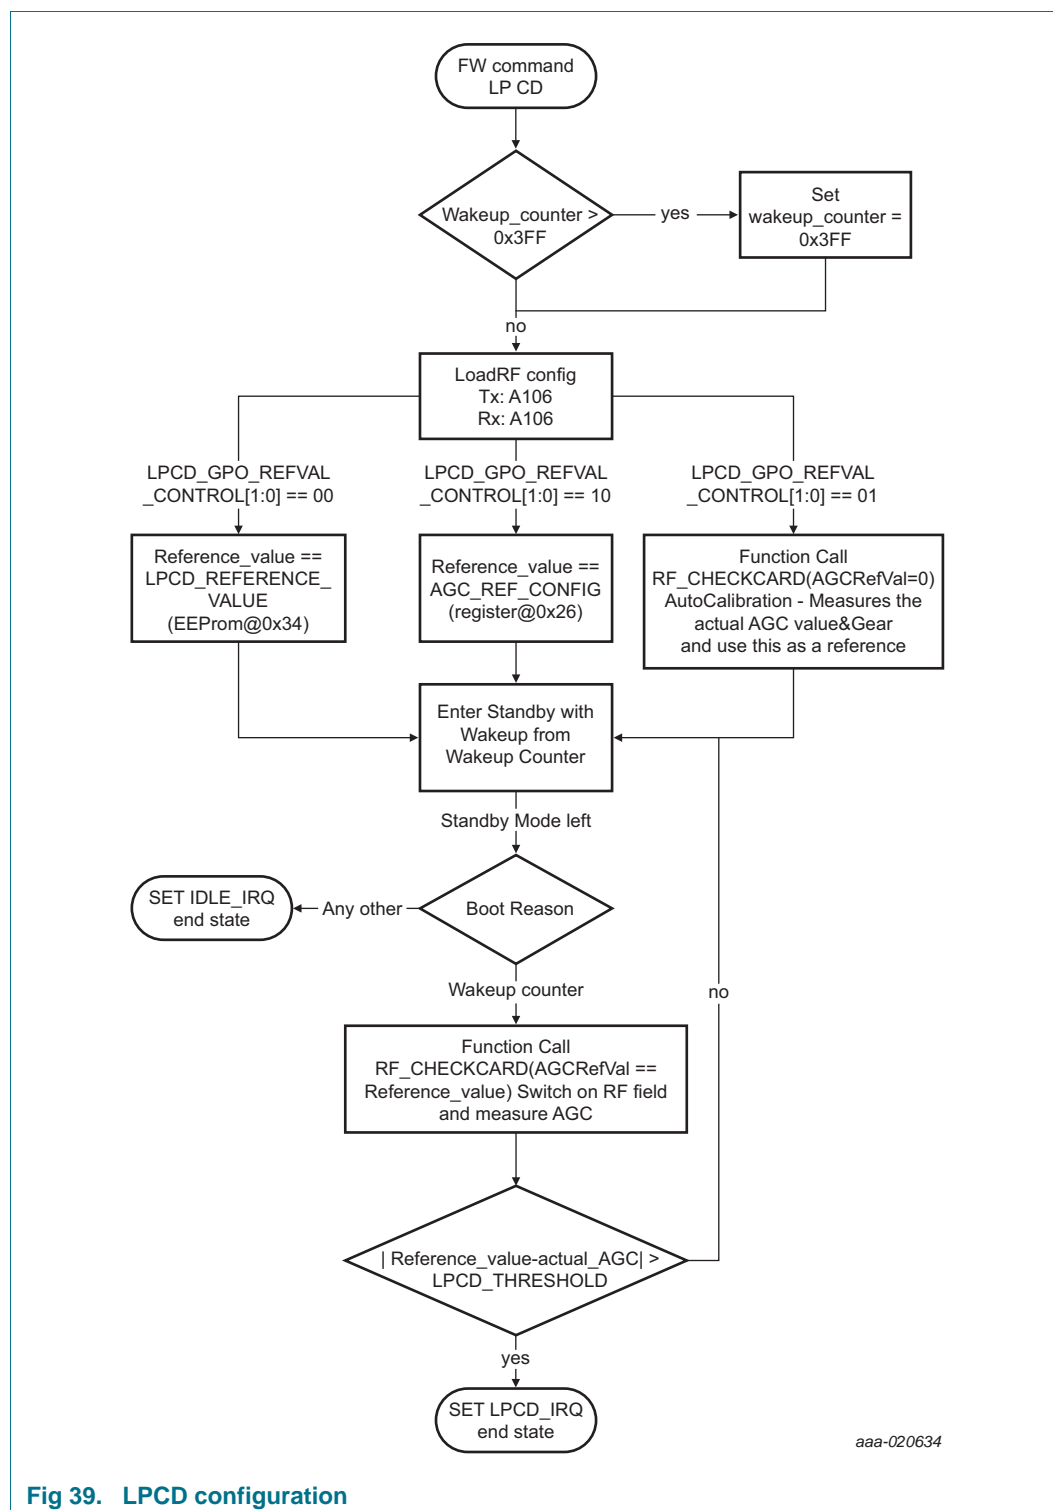 FW command
LP CD
Wakeup_counter >
0x3FF
yes
Set
wakeup_counter =
0x3FF
no
LoadRF config
Tx: A106
Rx: A106
LPCD_GPO_REFVAL
_CONTROL[1:0] == 00
LPCD_GPO_REFVAL
_CONTROL[1:0] == 10
LPCD_GPO_REFVAL
_CONTROL[1:0] == 01
Reference_value ==
LPCD_REFERENCE_
VALUE
(EEProm@0x34)
Reference_value ==
AGC_REF_CONFIG
(register@0x26)
Function Call
RF_CHECKCARD(AGCRefVal=0)
AutoCalibration - Measures the
actual AGC value&Gear
and use this as a reference
Enter Standby with
Wakeup from
Wakeup Counter
Standby Mode left
SET IDLE_IRQ
end state
Any other
Boot Reason
Wakeup counter
no
Function Call
RF_CHECKCARD(AGCRefVal ==
Reference_value) Switch on RF field
and measure AGC
| Reference_value-actual_AGC| >
LPCD_THRESHOLD
yes
SET LPCD_IRQ
end state
aaa-020634
Fig 39. LPCD configuration